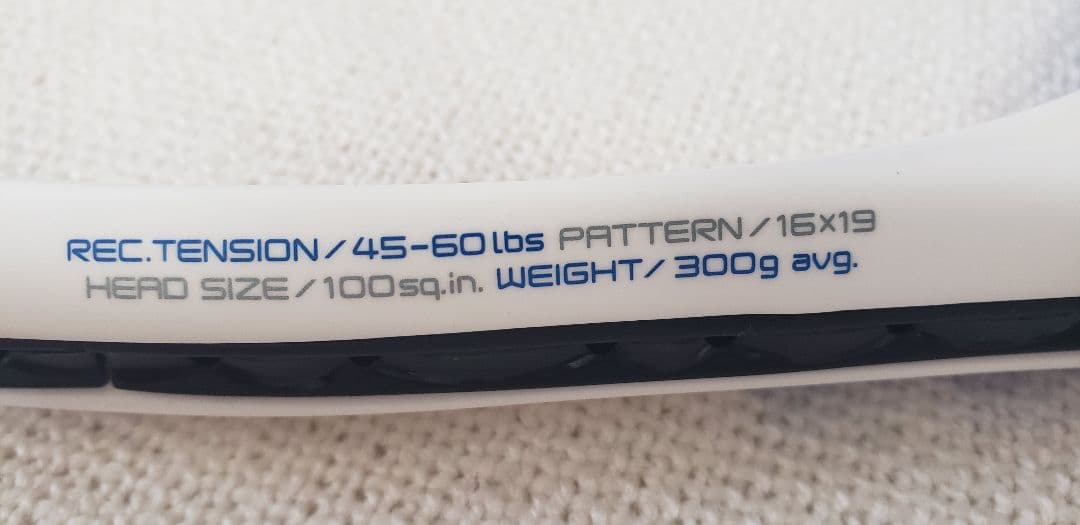 REC.TENSION/45-60lbs PATTERN/16x19
HEAD SIZE/100sq.in. WEIGHT/300g avg.